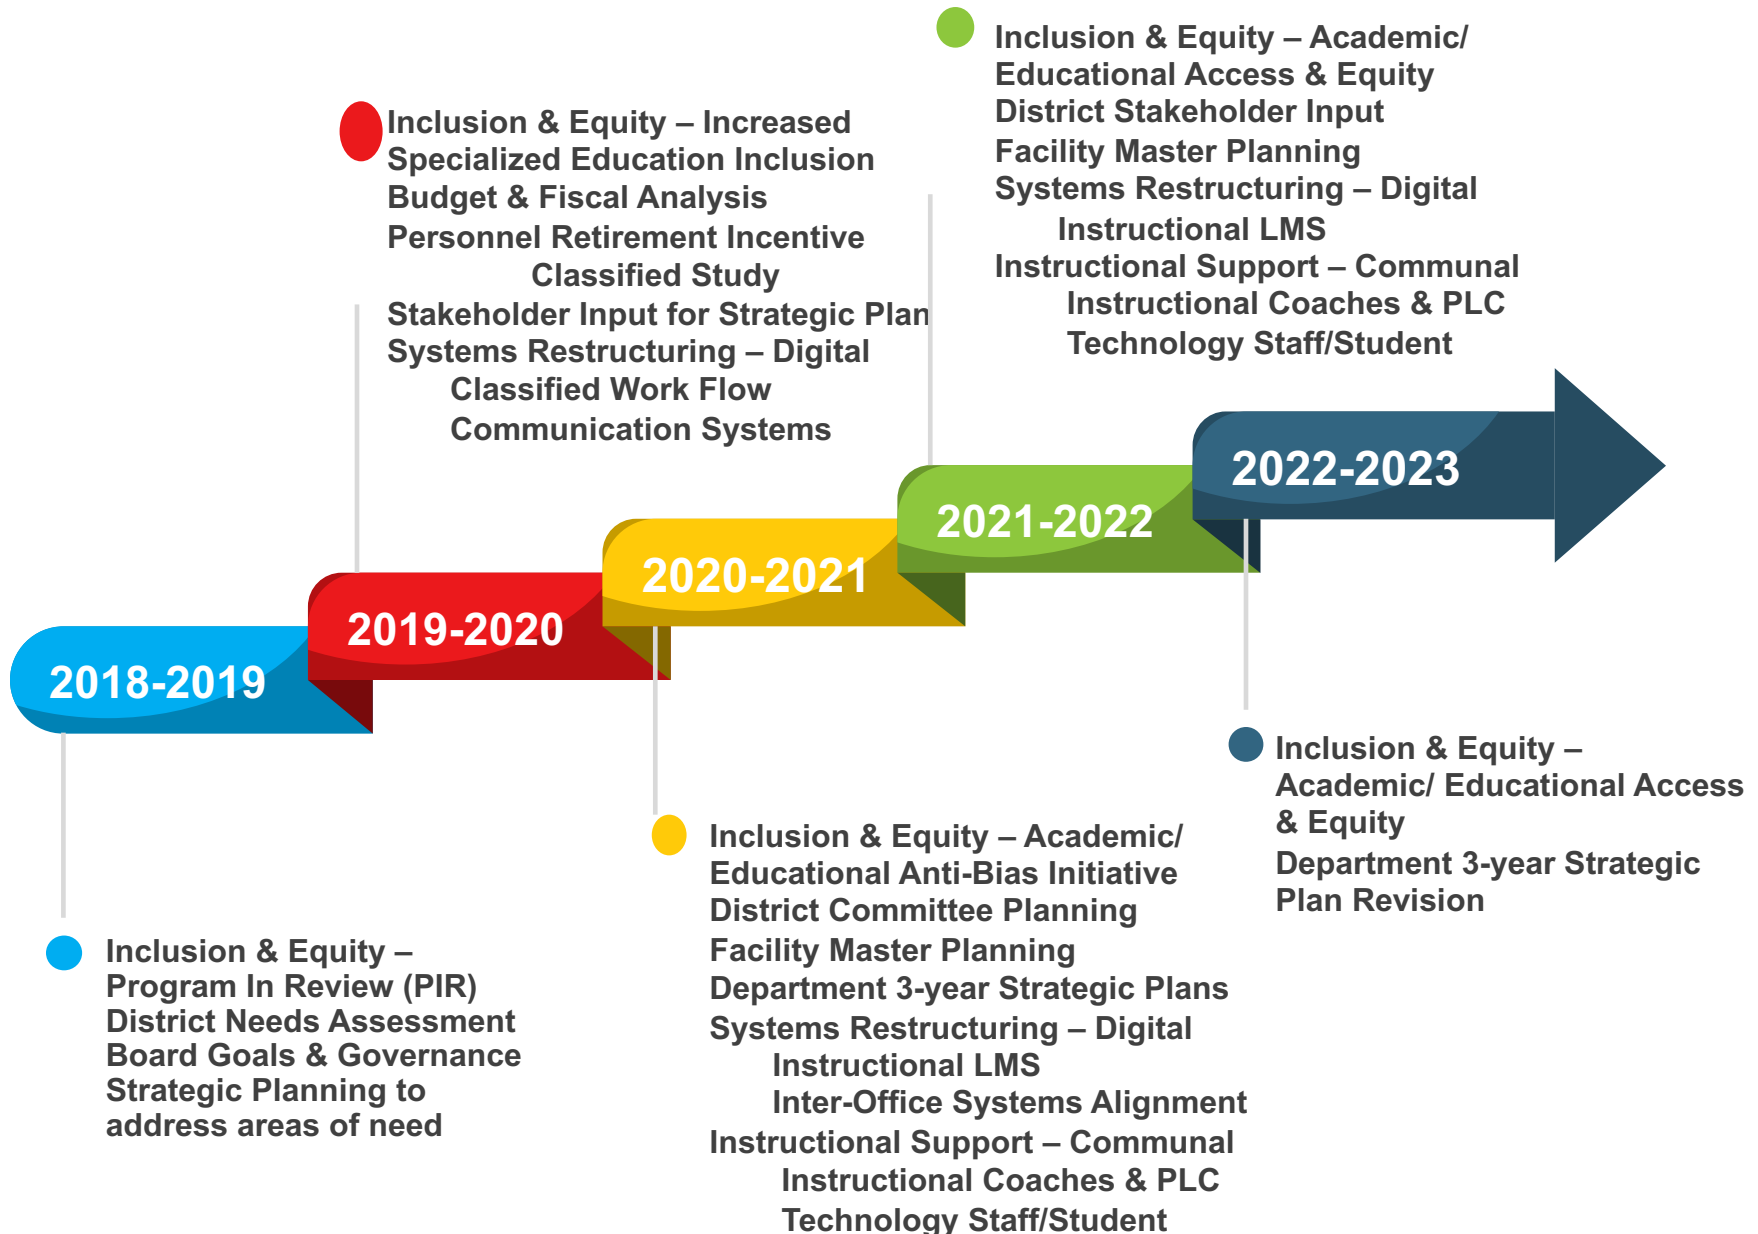 Inclusion & Equity – Academic/
Educational Access & Equity
District Stakeholder Input
Facility Master Planning
Systems Restructuring – Digital
Instructional LMS
Instructional Support – Communal
Instructional Coaches & PLC
Technology Staff/Student
Inclusion & Equity – Increased
Specialized Education Inclusion
Budget & Fiscal Analysis
Personnel Retirement Incentive
Classified Study
Stakeholder Input for Strategic Plan
Systems Restructuring – Digital
Classified Work Flow
Communication Systems
2022-2023
2021-2022
2020-2021
2019-2020
2018-2019
Inclusion & Equity –
Academic/ Educational Access
& Equity
Department 3-year Strategic
Plan Revision
Inclusion & Equity – Academic/
Educational Anti-Bias Initiative
District Committee Planning
Facility Master Planning
Department 3-year Strategic Plans
Systems Restructuring – Digital
Instructional LMS
Inter-Office Systems Alignment
Instructional Support – Communal
Instructional Coaches & PLC
Technology Staff/Student
Inclusion & Equity –
Program In Review (PIR)
District Needs Assessment
Board Goals & Governance
Strategic Planning to
address areas of need